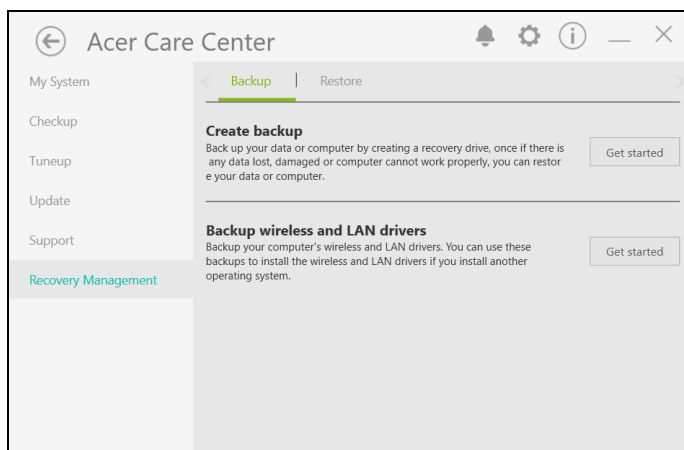 Acer Care Center
My System
Checkup
Tuneup
Update
Support
Recovery Management
Backup | Restore
Create backup
Back up your data or computer by creating a recovery drive, once if there is
any data lost, damaged or computer cannot work properly, you can restor
e your data or computer.
Get started
Backup wireless and LAN drivers
Backup your computer's wireless and LAN drivers. You can use these
backups to install the wireless and LAN drivers if you install another
operating system.
Get started